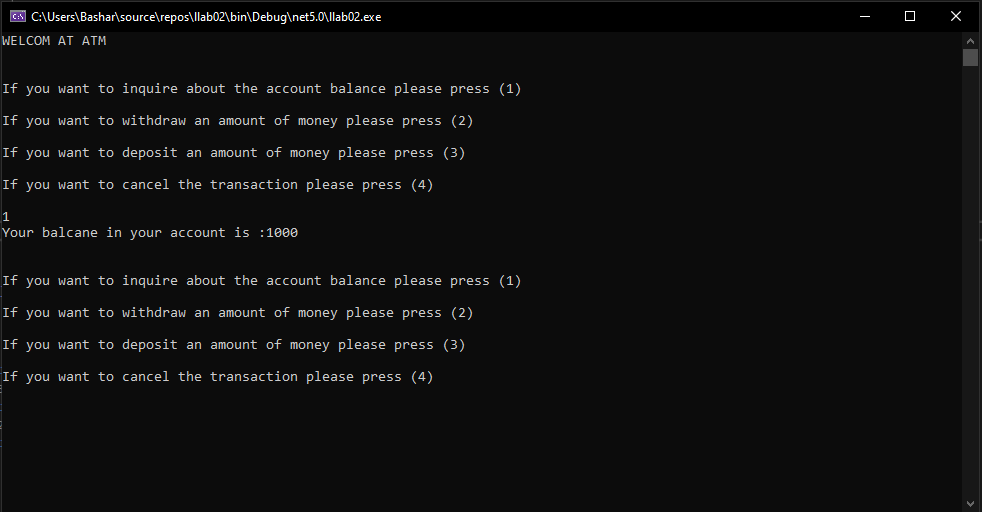 C:\Users\Bashar\source\repos\llab02\bin\Debug\net5.0\llab02.exe
WELCOM AT ATM
If you want to inquire about the account balance please press (1)
If you want to withdraw an amount of money please press (2)
If you want to deposit an amount of money please press (3)
If you want to cancel the transaction please press (4)
1
Your balcane in your account is :1000
If you want to inquire about the account balance please press (1)
If you want to withdraw an amount of money please press (2)
If you want to deposit an amount of money please press (3)
If you want to cancel the transaction please press (4)